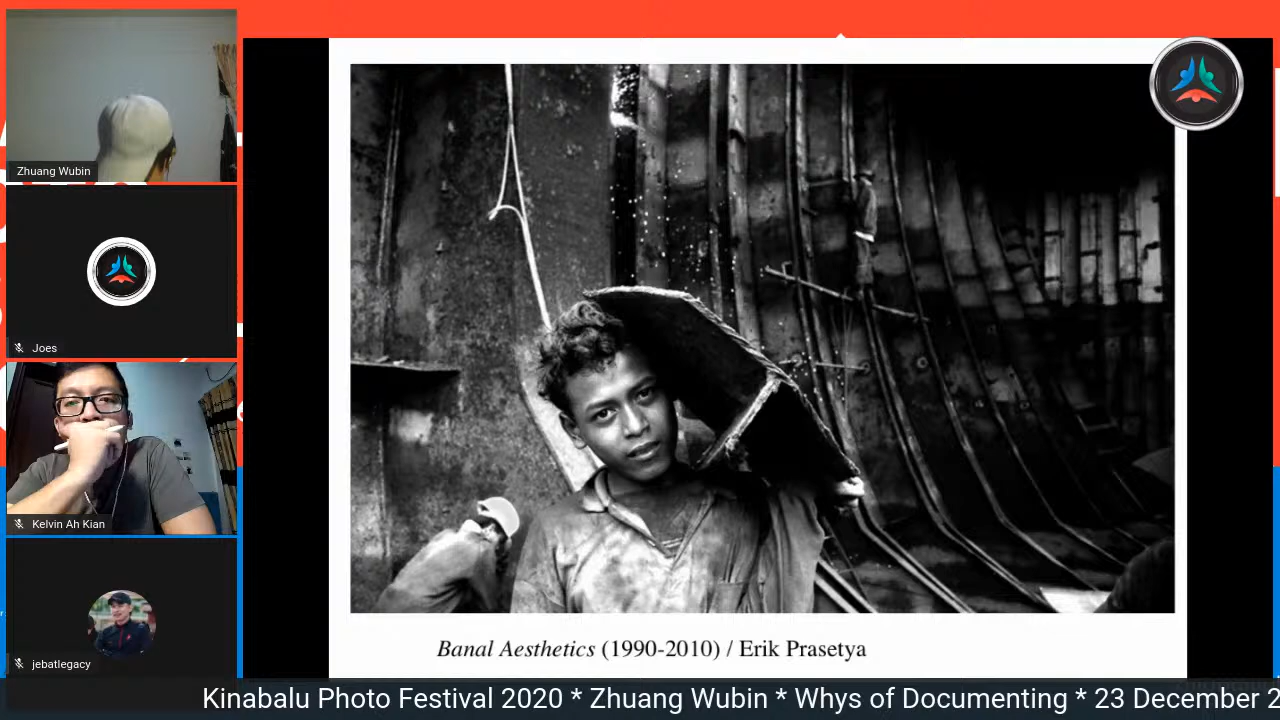 Zhuang Wubin
Joes
Kelvin Ah Kian
jebatlegacy
Banal Aesthetics (1990-2010) / Erik Prasetya
Kinabalu Photo Festival 2020 * Zhuang Wubin * Whys of Documenting * 23 December 2